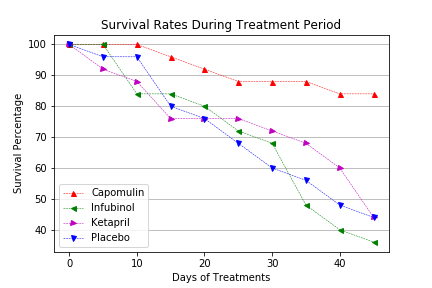 Survival Rates During Treatment Period
Survival Percentage
100
90
80
70
60
50
40
Capomulin
Infubinol
Ketapril
Placebo
0
10
20
30
40
Days of Treatments